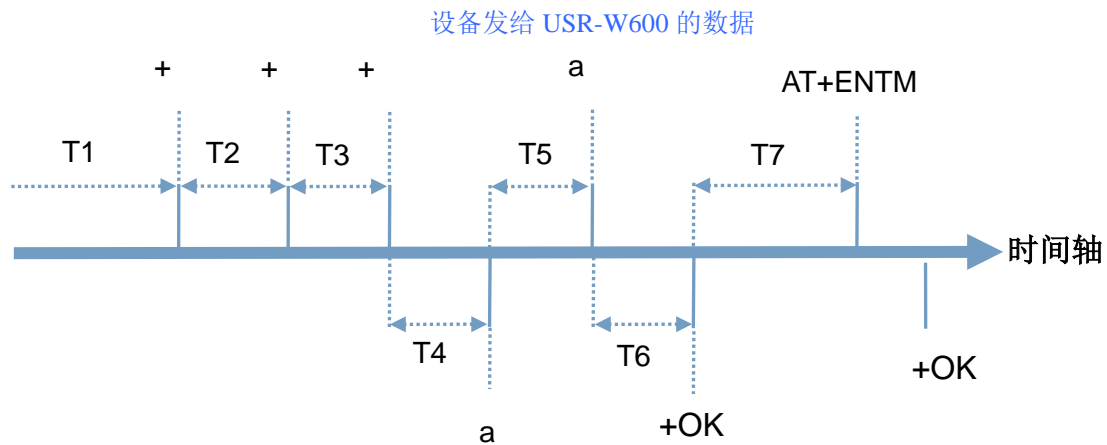 设备发给 USR-W600 的数据
+ + + a
AT+ENTM
T1 T2 T3 T5 T7
时间轴
T4 T6
+OK
a +OK